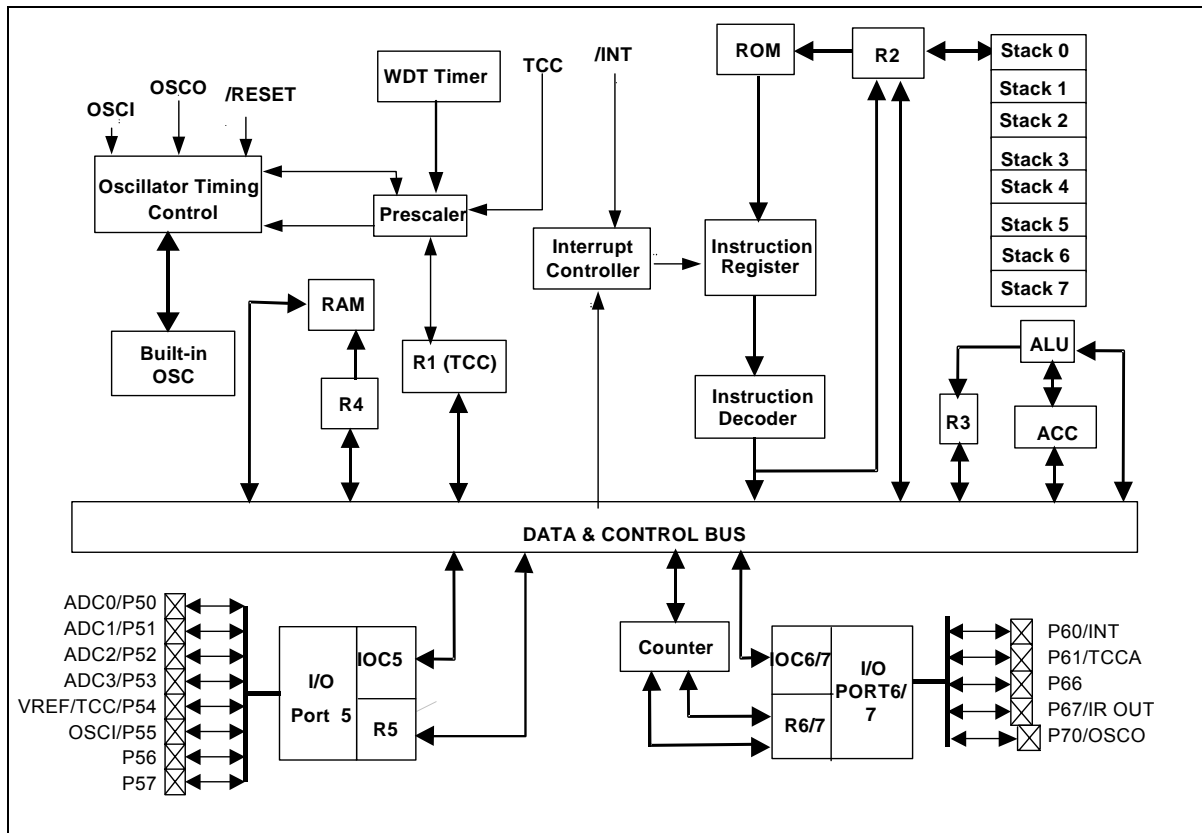 /INT
TCC
OSCO
/RESET
OSCI
WDT Timer
ROM
R2
Stack 0
Stack 1
Stack 2
Stack 3
Stack 4
Stack 5
Stack 6
Stack 7
Oscillator Timing
Control
Prescaler
Interrupt
Controller
Instruction
Register
RAM
Built-in
OSC
R1 (TCC)
R4
Instruction
Decoder
ALU
R3
ACC
DATA & CONTROL BUS
ADC0/P50
ADC1/P51
ADC2/P52
ADC3/P53
VREF/TCC/P54
OSCI/P55
P56
P57
I/O
Port 5
IOC5
R5
Counter
IOC6/7
R6/7
I/O
PORT6/
7
P60/INT
P61/TCCA
P66
P67/IR OUT
P70/OSCO